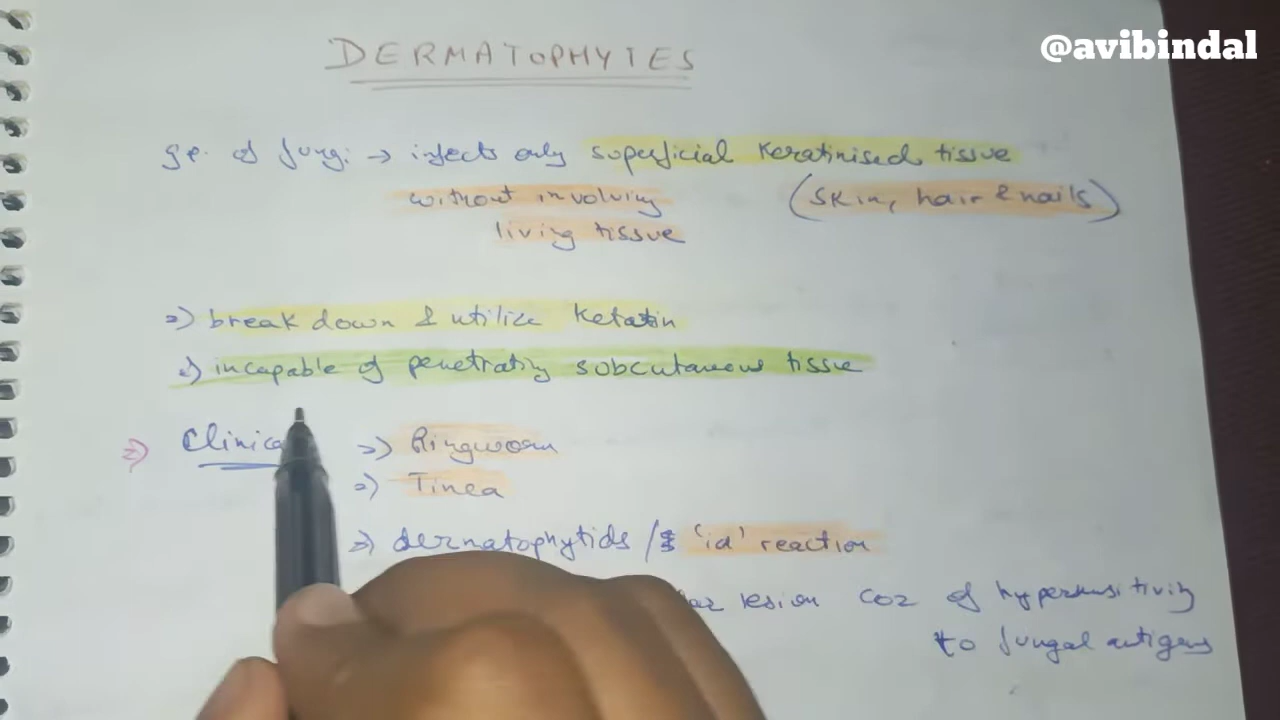 @avibindal
DERMATOPHYTES
gp. of fungi → infects only superficial keratinised tissue
without involving (skin, hair & nails)
living tissue
=) break down & utilize keratin
=) incapable of penetrating subcutaneous tissue
=) Clinica =) Ringworm
=) Tinea
=) dermatophytids / 'id' reaction
lesion coz of hypersensitivity
to fungal antigens